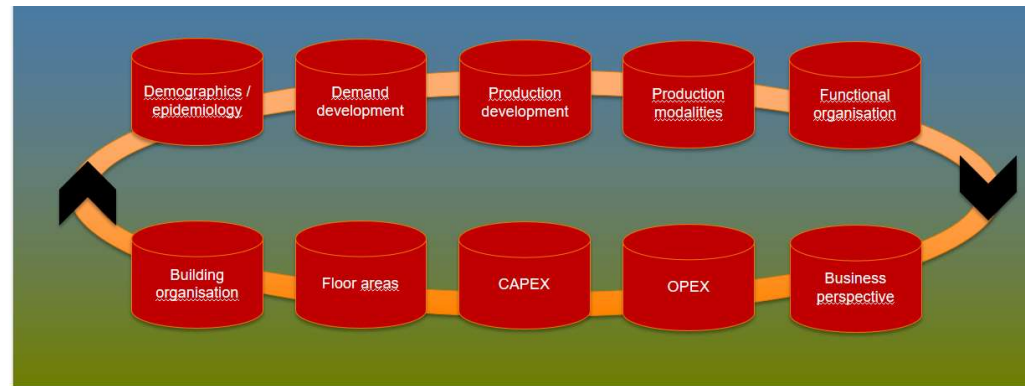 Demographics /
epidemiology
Demand
development
Production
development
Production
modalities
Functional
organisation
Building
organisation
Floor areas
CAPEX
OPEX
Business
perspective